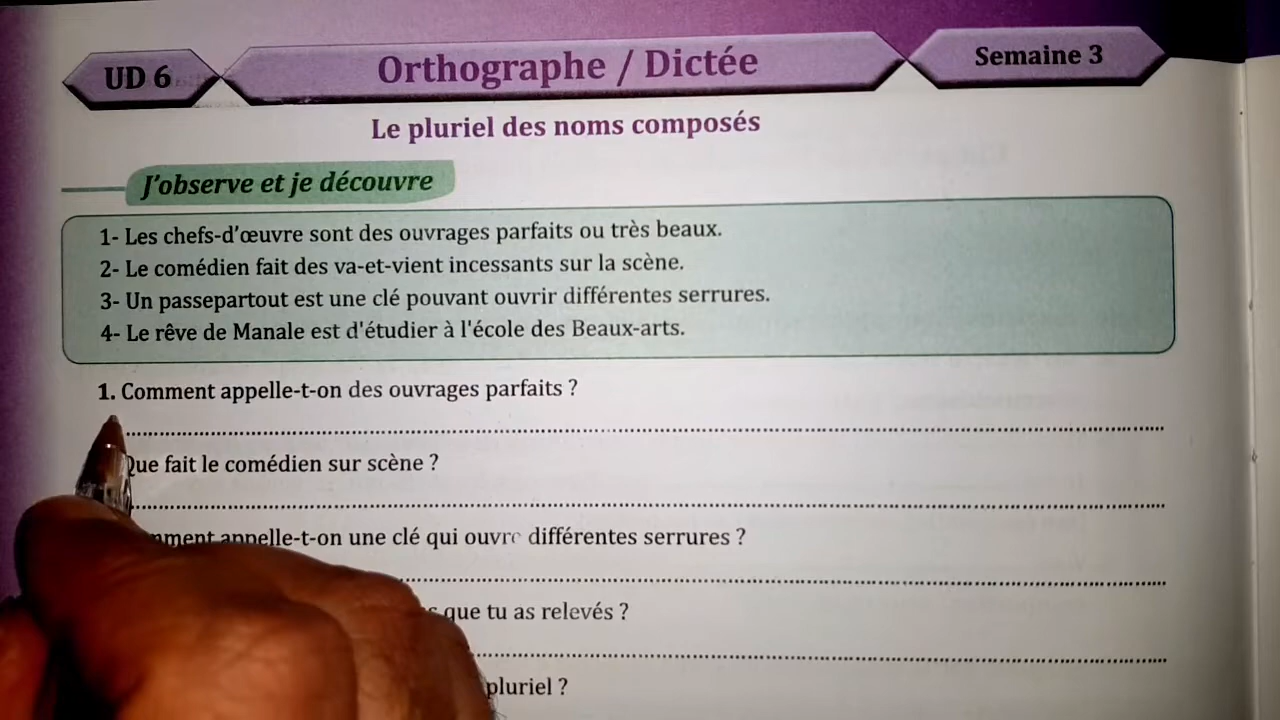 UD 6
Orthographe / Dictée
Semaine 3
Le pluriel des noms composés
J'observe et je découvre
1- Les chefs-d'œuvre sont des ouvrages parfaits ou très beaux.
2- Le comédien fait des va-et-vient incessants sur la scène.
3- Un passepartout est une clé pouvant ouvrir différentes serrures.
4- Le rêve de Manale est d'étudier à l'école des Beaux-arts.
1. Comment appelle-t-on des ouvrages parfaits ?
Que fait le comédien sur scène ?
appelle-t-on une clé qui ouvre différentes serrures ?
que tu as relevés ?
pluriel ?